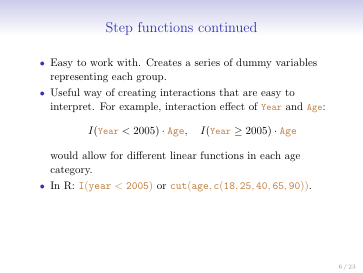 Step functions continued
• Easy to work with. Creates a series of dummy variables
representing each group.
• Useful way of creating interactions that are easy to
interpret. For example, interaction effect of Year and Age:
I(Year < 2005) · Age, I(Year ≥ 2005) · Age
would allow for different linear functions in each age
category.
• In R: I(year < 2005) or cut(age, c(18, 25, 40, 65, 90)).
6 / 23